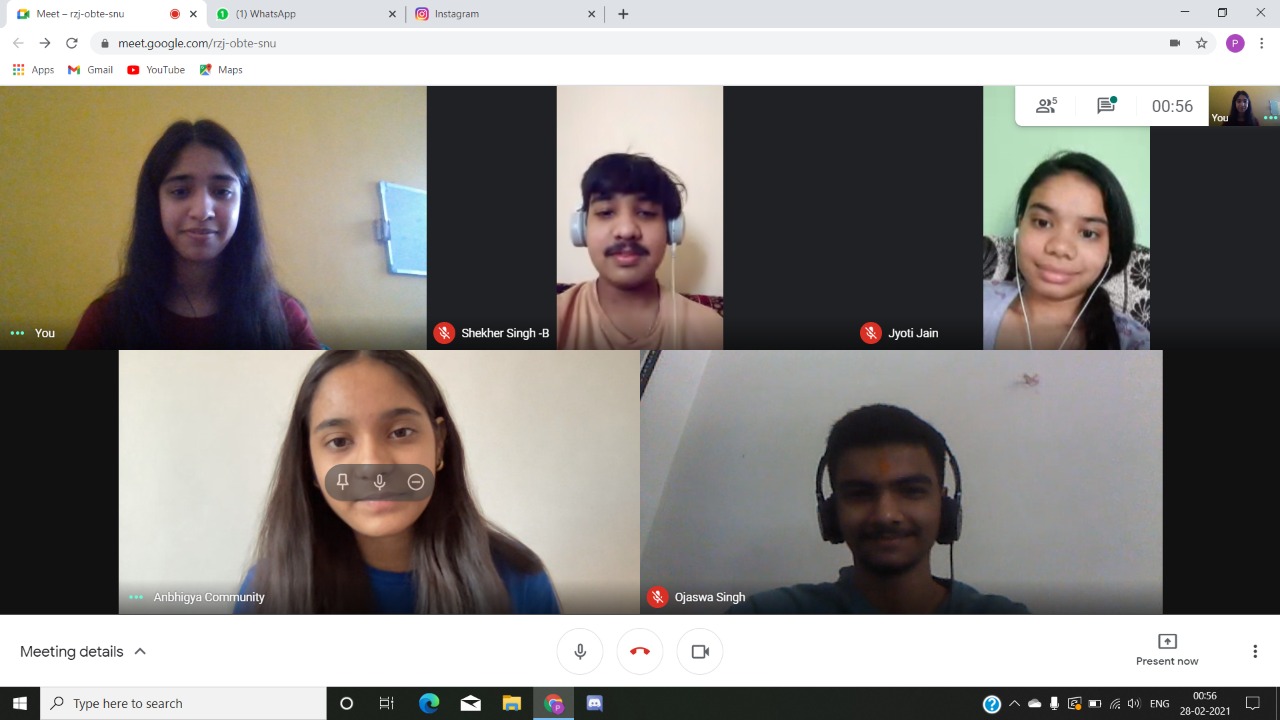 Meet – rzj-obte-snu
(1) WhatsApp
Instagram
meet.google.com/rzj-obte-snu
P
Apps
Gmail
YouTube
Maps
5
00:56
You
You
Shekher Singh -B
Jyoti Jain
Anbhigya Community
Ojaswa Singh
Meeting details
Present now
Type here to search
P
ENG
00:56
28-02-2021